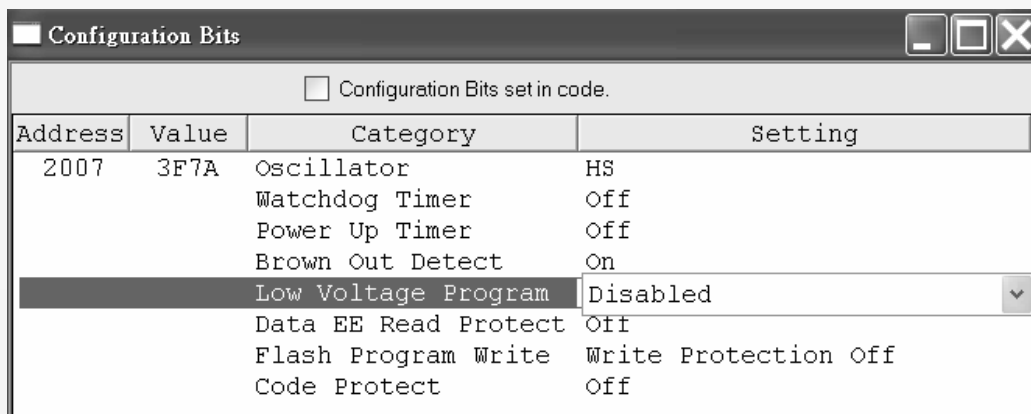 Configuration Bits
Configuration Bits set in code.
Address Value Category Setting
2007 3F7A Oscillator HS
Watchdog Timer Off
Power Up Timer Off
Brown Out Detect On
Low Voltage Program Disabled
Data EE Read Protect Off
Flash Program Write Write Protection Off
Code Protect Off